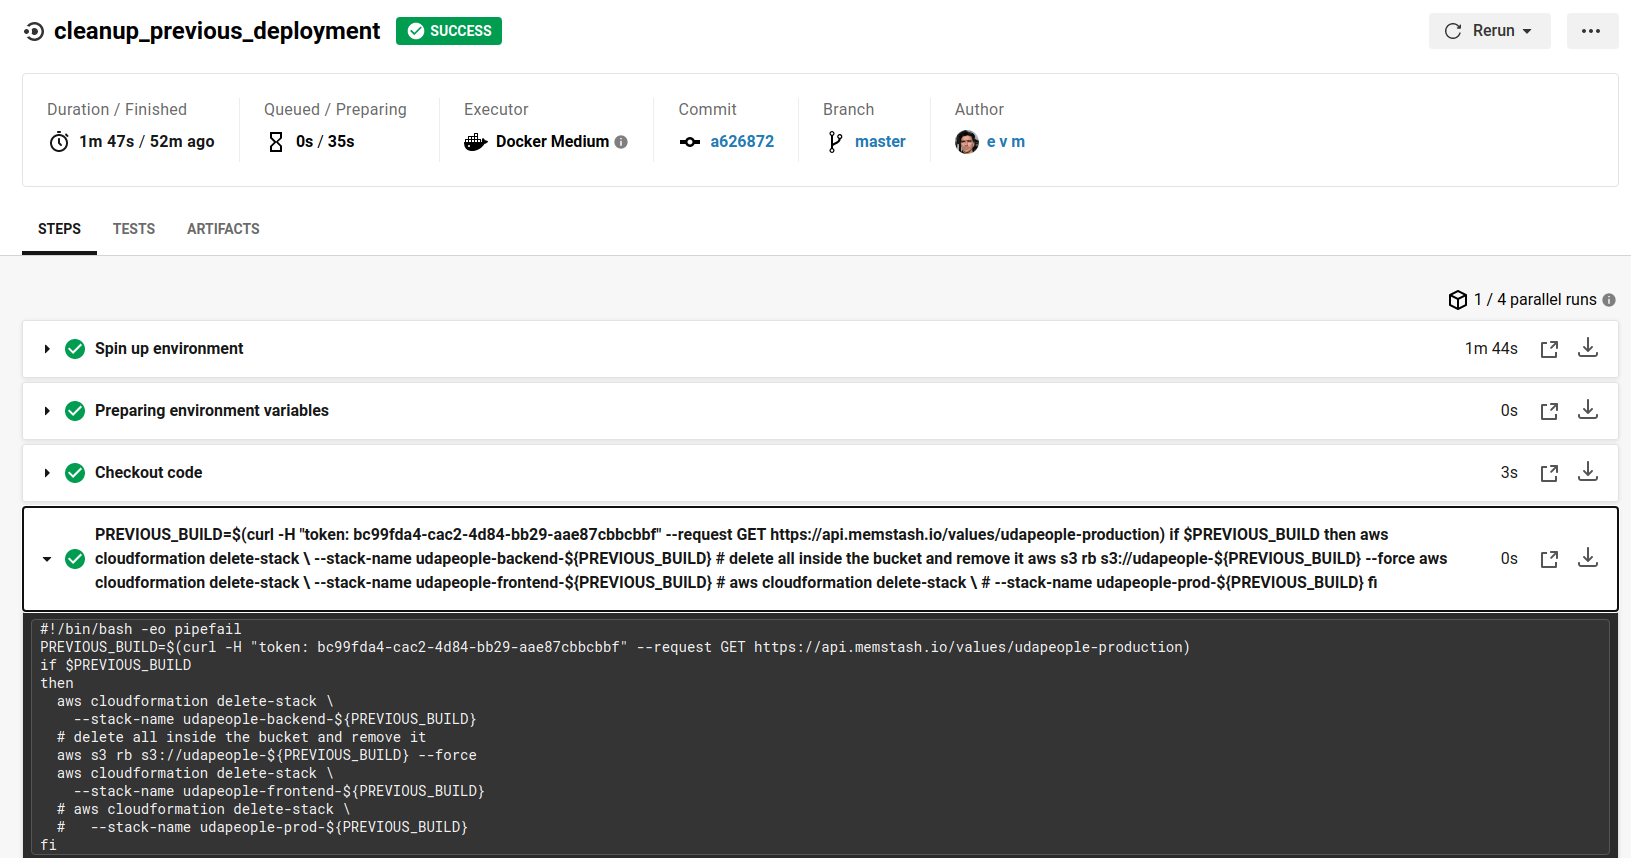 cleanup_previous_deployment SUCCESS Rerun
Duration / Finished Queued / Preparing Executor Commit Branch Author
1m 47s / 52m ago 0s / 35s Docker Medium a626872 master e v m
STEPS TESTS ARTIFACTS
1 / 4 parallel runs
Spin up environment 1m 44s
Preparing environment variables 0s
Checkout code 3s
PREVIOUS_BUILD=$(curl -H "token: bc99fda4-cac2-4d84-bb29-aae87cbbcbbf" --request GET https://api.memstash.io/values/udapeople-production) if $PREVIOUS_BUILD then aws
cloudformation delete-stack \ --stack-name udapeople-backend-${PREVIOUS_BUILD} # delete all inside the bucket and remove it aws s3 rb s3://udapeople-${PREVIOUS_BUILD} --force aws 0s
cloudformation delete-stack \ --stack-name udapeople-frontend-${PREVIOUS_BUILD} # aws cloudformation delete-stack \ # --stack-name udapeople-prod-${PREVIOUS_BUILD} fi
#!/bin/bash -eo pipefail
PREVIOUS_BUILD=$(curl -H "token: bc99fda4-cac2-4d84-bb29-aae87cbbcbbf" --request GET https://api.memstash.io/values/udapeople-production)
if $PREVIOUS_BUILD
then
  aws cloudformation delete-stack \
    --stack-name udapeople-backend-${PREVIOUS_BUILD}
  # delete all inside the bucket and remove it
  aws s3 rb s3://udapeople-${PREVIOUS_BUILD} --force
  aws cloudformation delete-stack \
    --stack-name udapeople-frontend-${PREVIOUS_BUILD}
  # aws cloudformation delete-stack \
  #   --stack-name udapeople-prod-${PREVIOUS_BUILD}
fi